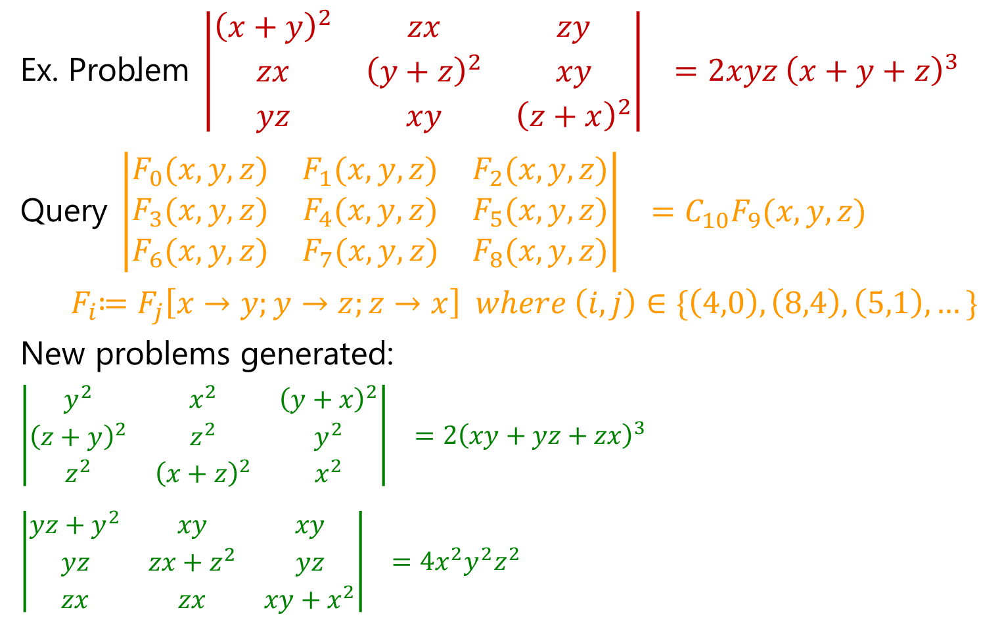 Ex. Problem | (x + y)² zx zy |
| zx (y + z)² xy | = 2xyz (x + y + z)³
| yz xy (z + x)² |
Query | F₀(x, y, z) F₁(x, y, z) F₂(x, y, z) |
| F₃(x, y, z) F₄(x, y, z) F₅(x, y, z) | = C₁₀F₉(x, y, z)
| F₆(x, y, z) F₇(x, y, z) F₈(x, y, z) |
Fᵢ:= Fⱼ[x → y; y → z; z → x] where (i, j) ∈ {(4,0), (8,4), (5,1), … }
New problems generated:
| y² x² (y + x)² |
| (z + y)² z² y² | = 2(xy + yz + zx)³
| z² (x + z)² x² |
| yz + y² xy xy |
| yz zx + z² yz | = 4x²y²z²
| zx zx xy + x² |